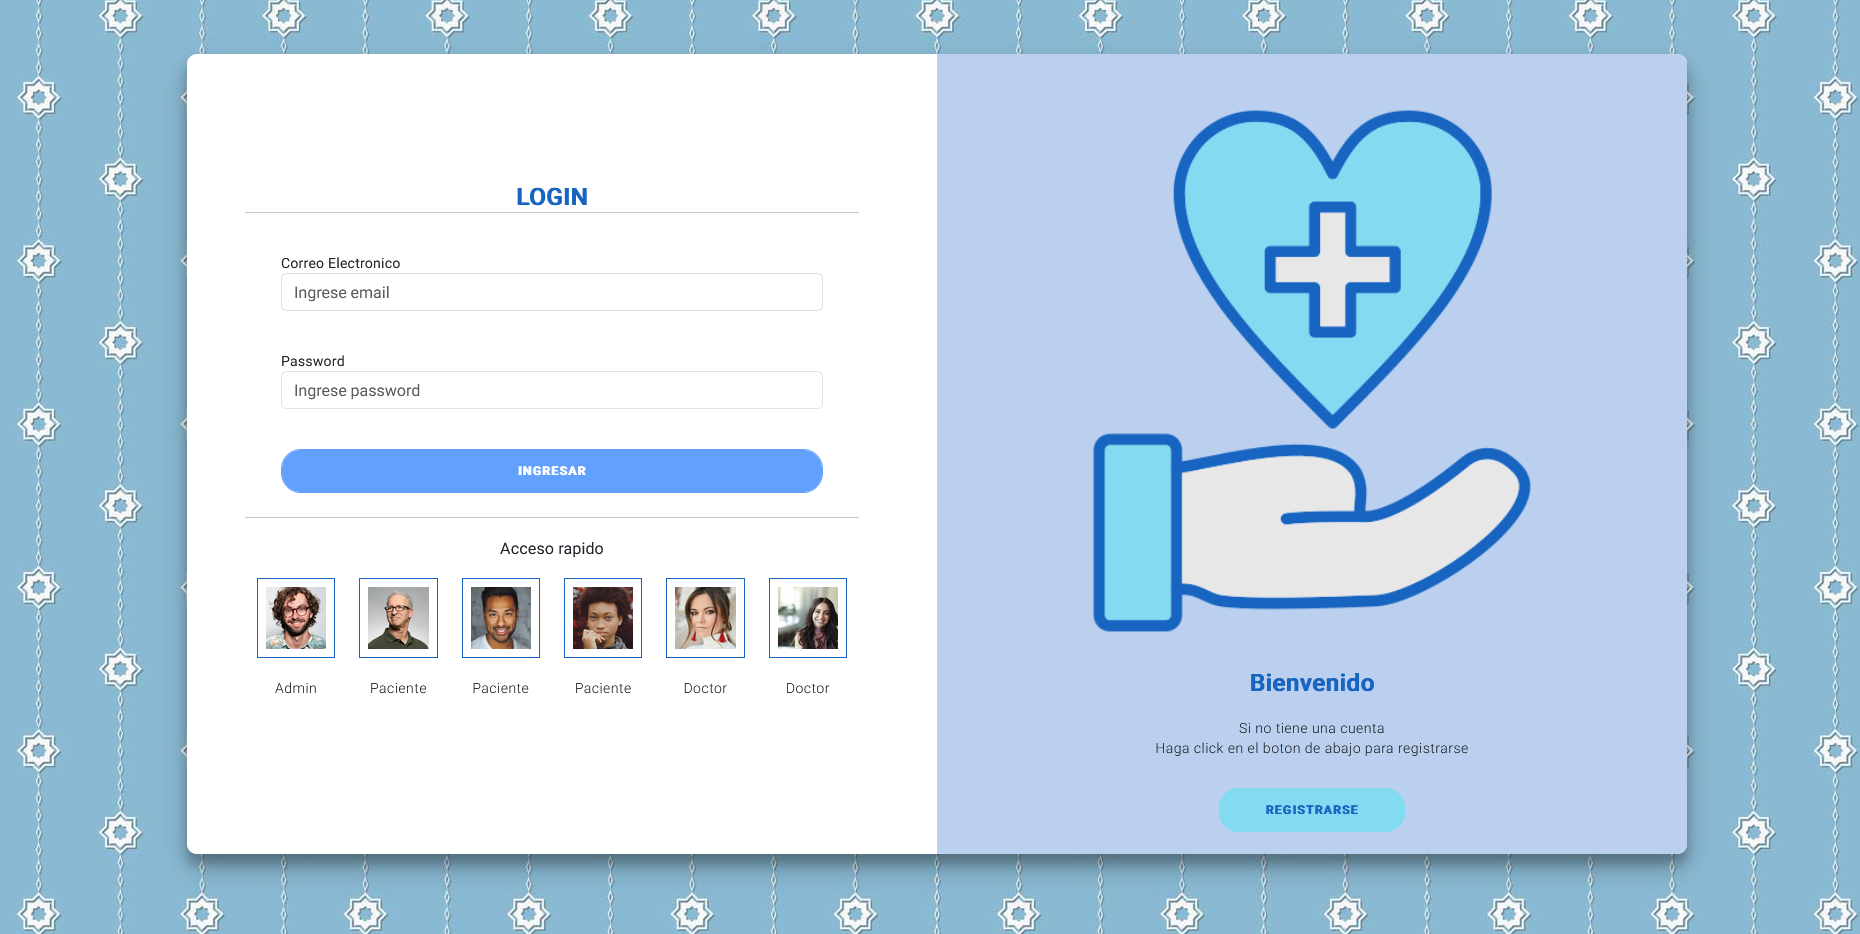 LOGIN
Correo Electronico
Ingrese email
Password
Ingrese password
INGRESAR
Acceso rapido
Admin
Paciente
Paciente
Paciente
Doctor
Doctor
Bienvenido
Si no tiene una cuenta
Haga click en el boton de abajo para registrarse
REGISTRARSE